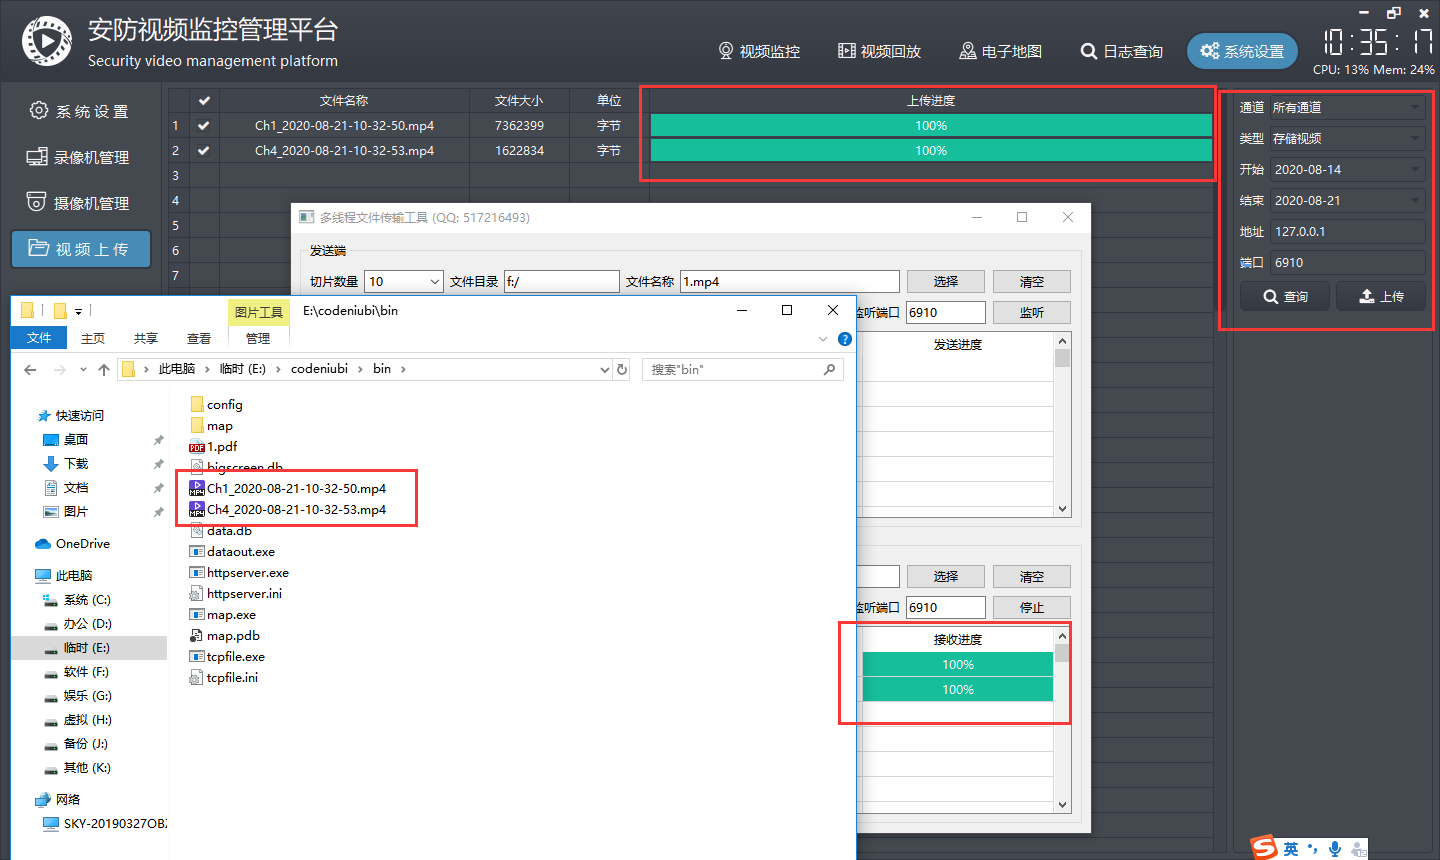 安防视频监控管理平台
Security video management platform
视频监控
视频回放
电子地图
日志查询
系统设置
10:35:17
CPU: 13% Mem: 24%
系统设置
录像机管理
摄像机管理
视频上传
文件名称 文件大小 单位 上传进度
1 Ch1_2020-08-21-10-32-50.mp4 7362399 字节 100%
2 Ch4_2020-08-21-10-32-53.mp4 1622834 字节 100%
3
4
5
6
7
通道 所有通道
类型 存储视频
开始 2020-08-14
结束 2020-08-21
地址 127.0.0.1
端口 6910
查询 上传
多线程文件传输工具 (QQ: 517216493)
发送端
切片数量 10 文件目录 f:/ 文件名称 1.mp4 选择 清空
监听端口 6910 监听
发送进度
选择 清空
监听端口 6910 停止
接收进度
100%
100%
图片工具 E:\codeniubi\bin
文件 主页 共享 查看 管理
此电脑 临时 (E:) codeniubi bin
搜索"bin"
快速访问
桌面
下载
文档
图片
OneDrive
此电脑
系统 (C:)
办公 (D:)
临时 (E:)
软件 (F:)
娱乐 (G:)
虚拟 (H:)
备份 (J:)
其他 (K:)
网络
SKY-20190327OBZ
config
map
PDF 1.pdf
bigscreen.db
MP4 Ch1_2020-08-21-10-32-50.mp4
MP4 Ch4_2020-08-21-10-32-53.mp4
data.db
dataout.exe
httpserver.exe
httpserver.ini
map.exe
map.pdb
tcpfile.exe
tcpfile.ini
S 英